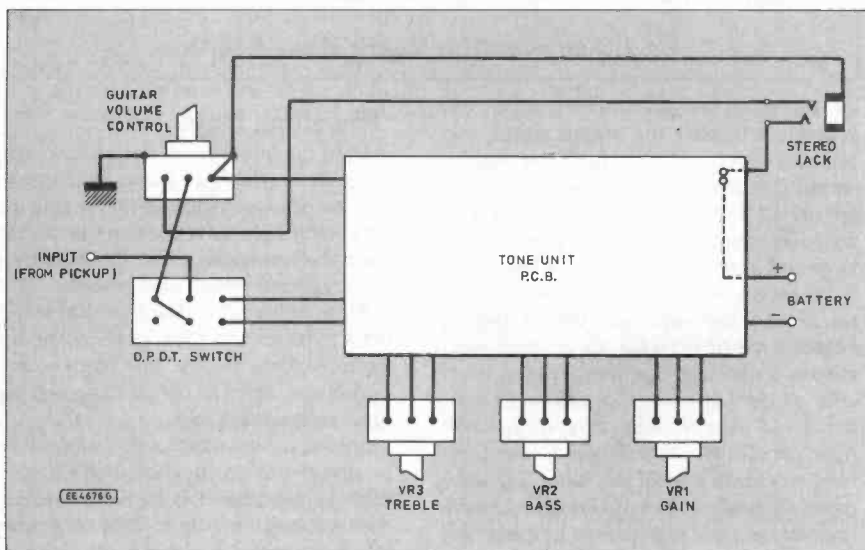 GUITAR
VOLUME
CONTROL
STEREO
JACK
INPUT
(FROM PICKUP)
TONE UNIT
P.C.B.
+
BATTERY
-
D.P.D.T. SWITCH
VR3
TREBLE
VR2
BASS
VR1
GAIN
EE4676G